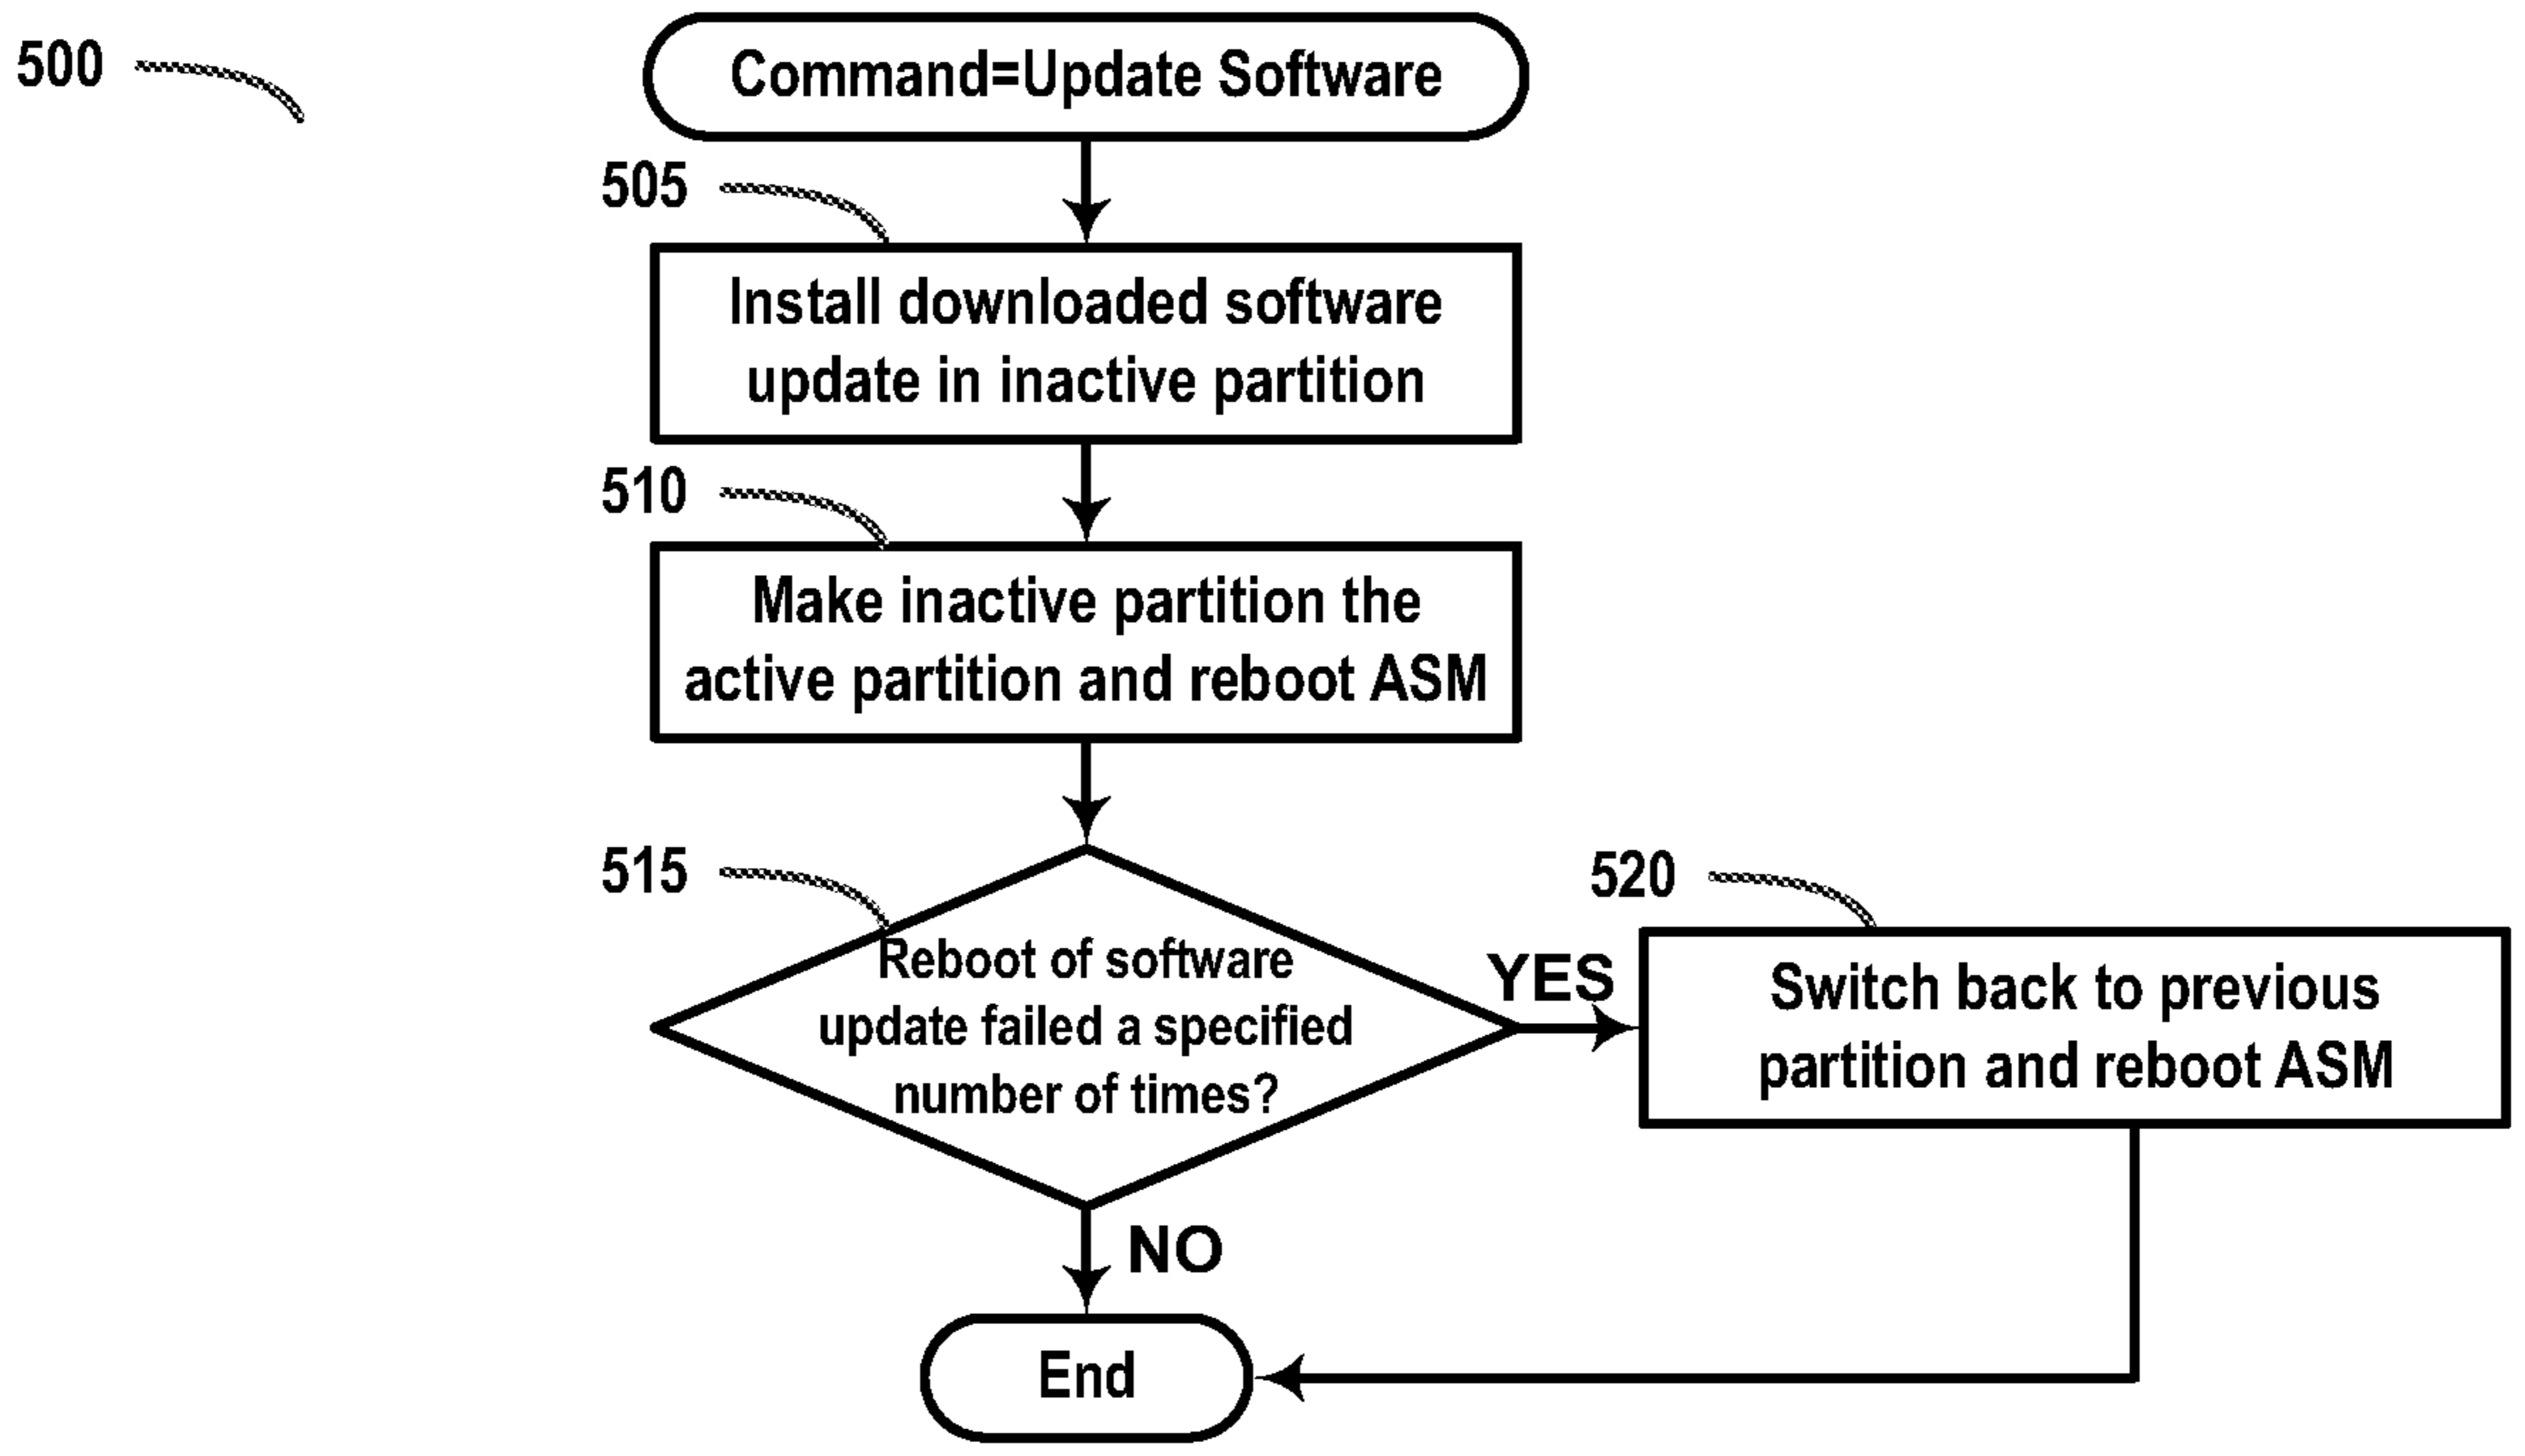 500
Command=Update Software
505
Install downloaded software
update in inactive partition
510
Make inactive partition the
active partition and reboot ASM
515
Reboot of software
update failed a specified
number of times?
YES
520
Switch back to previous
partition and reboot ASM
NO
End